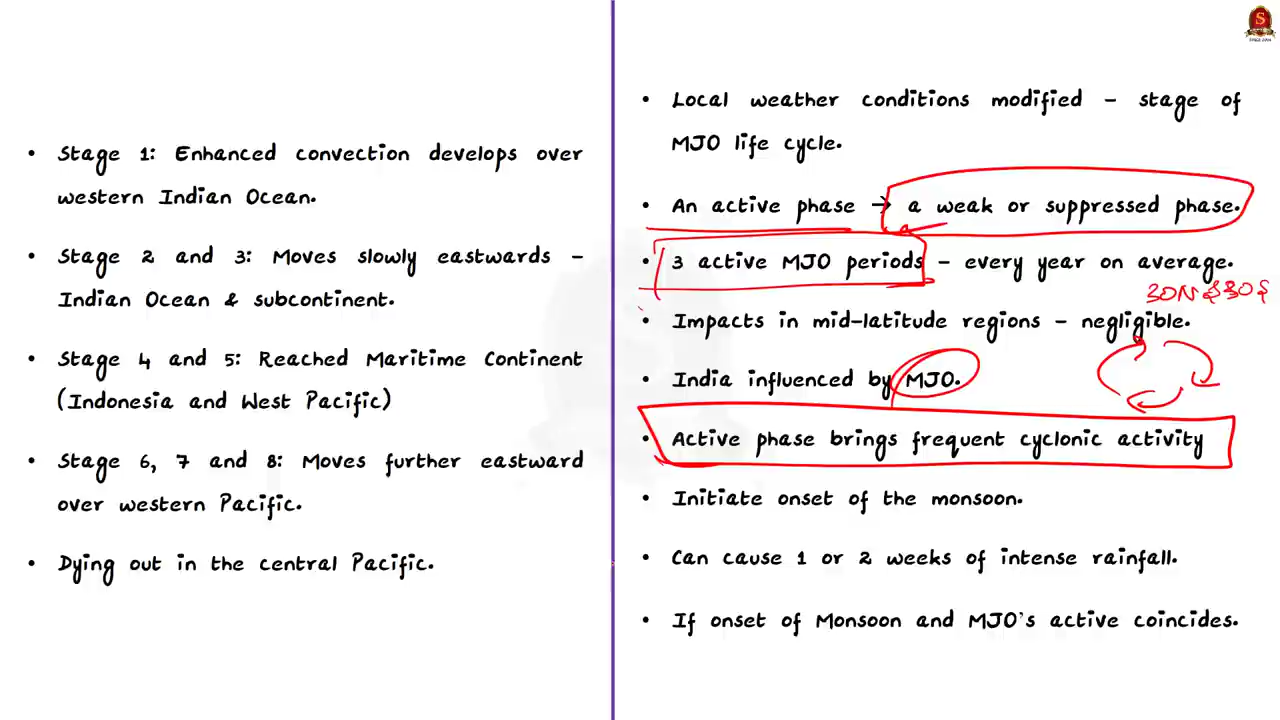 • Stage 1: Enhanced convection develops over
western Indian Ocean.
• Stage 2 and 3: Moves slowly eastwards –
Indian Ocean & subcontinent.
• Stage 4 and 5: Reached Maritime Continent
(Indonesia and West Pacific)
• Stage 6, 7 and 8: Moves further eastward
over western Pacific.
• Dying out in the central Pacific.
• Local weather conditions modified – stage of
MJO life cycle.
• An active phase → a weak or suppressed phase.
• 3 active MJO periods – every year on average.
30N & 30S
• Impacts in mid-latitude regions – negligible.
• India influenced by MJO.
• Active phase brings frequent cyclonic activity
• Initiate onset of the monsoon.
• Can cause 1 or 2 weeks of intense rainfall.
• If onset of Monsoon and MJO's active coincides.